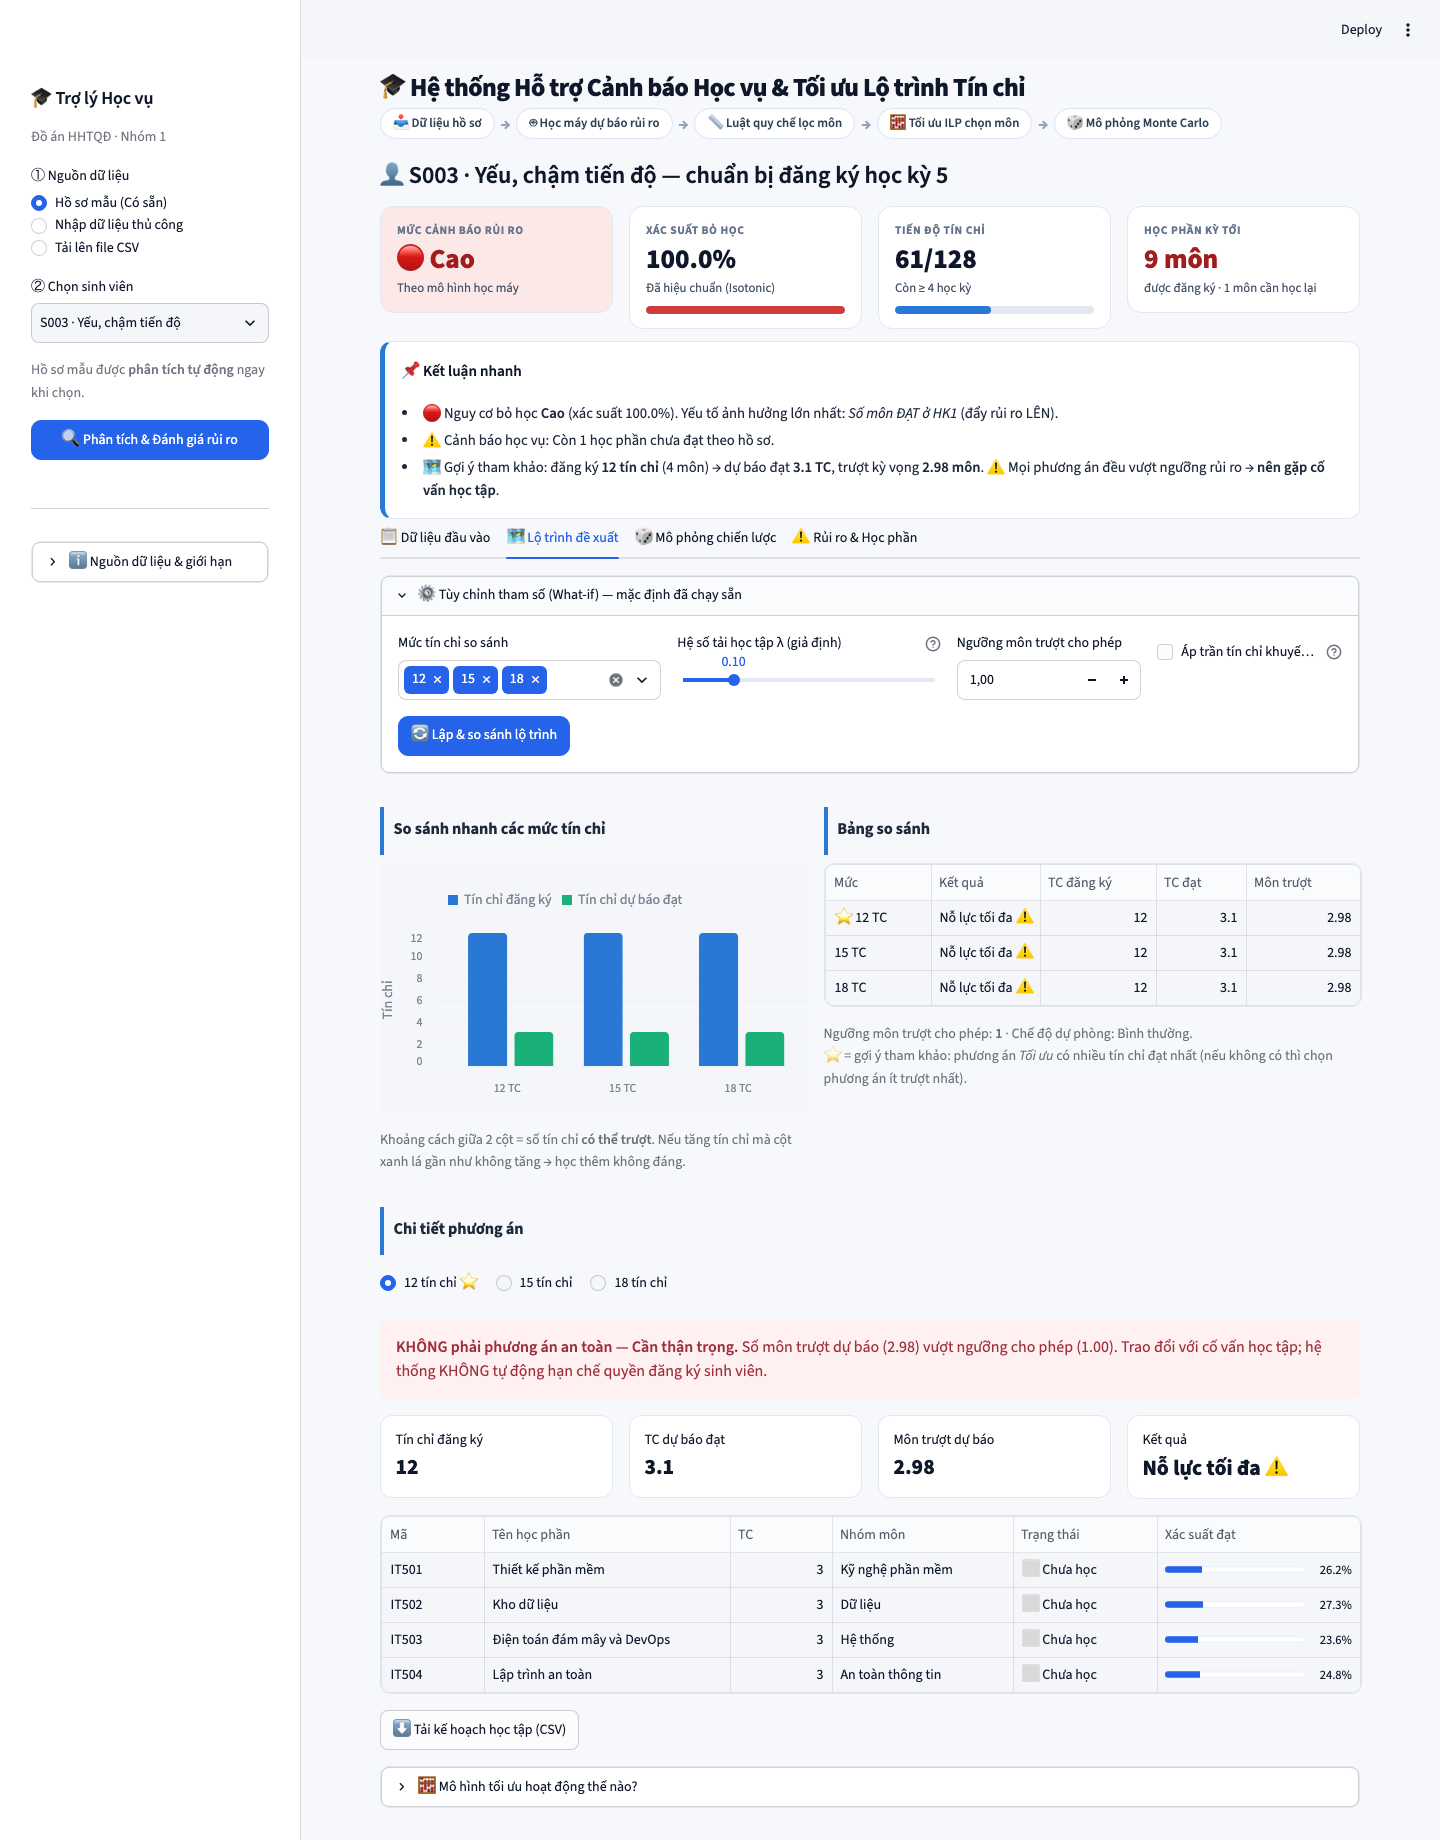 Deploy
🎓 Trợ lý Học vụ
Đồ án HHTQĐ · Nhóm 1
① Nguồn dữ liệu
Hồ sơ mẫu (Có sẵn)
Nhập dữ liệu thủ công
Tải lên file CSV
② Chọn sinh viên
S003 · Yếu, chậm tiến độ
Hồ sơ mẫu được phân tích tự động ngay
khi chọn.
🔍 Phân tích & Đánh giá rủi ro
ℹ️ Nguồn dữ liệu & giới hạn
🎓 Hệ thống Hỗ trợ Cảnh báo Học vụ & Tối ưu Lộ trình Tín chỉ
📥 Dữ liệu hồ sơ → Học máy dự báo rủi ro → 📏 Luật quy chế lọc môn → 🧮 Tối ưu ILP chọn môn → 🎲 Mô phỏng Monte Carlo
👤 S003 · Yếu, chậm tiến độ — chuẩn bị đăng ký học kỳ 5
MỨC CẢNH BÁO RỦI RO
🔴 Cao
Theo mô hình học máy
XÁC SUẤT BỎ HỌC
100.0%
Đã hiệu chuẩn (Isotonic)
TIẾN ĐỘ TÍN CHỈ
61/128
Còn ≥ 4 học kỳ
HỌC PHẦN KỲ TỚI
9 môn
được đăng ký · 1 môn cần học lại
📌 Kết luận nhanh
• 🔴 Nguy cơ bỏ học Cao (xác suất 100.0%). Yếu tố ảnh hưởng lớn nhất: Số môn ĐẠT ở HK1 (đẩy rủi ro LÊN).
• ⚠️ Cảnh báo học vụ: Còn 1 học phần chưa đạt theo hồ sơ.
• 🗺️ Gợi ý tham khảo: đăng ký 12 tín chỉ (4 môn) → dự báo đạt 3.1 TC, trượt kỳ vọng 2.98 môn. ⚠️ Mọi phương án đều vượt ngưỡng rủi ro → nên gặp cố
vấn học tập.
📋 Dữ liệu đầu vào 🗺️ Lộ trình đề xuất 🎲 Mô phỏng chiến lược ⚠️ Rủi ro & Học phần
⚙️ Tùy chỉnh tham số (What-if) — mặc định đã chạy sẵn
Mức tín chỉ so sánh
12 × 15 × 18 ×
Hệ số tải học tập λ (giả định)
0.10
Ngưỡng môn trượt cho phép
1,00
Áp trần tín chỉ khuyế...
🔄 Lập & so sánh lộ trình
So sánh nhanh các mức tín chỉ
Tín chỉ đăng ký Tín chỉ dự báo đạt
Tín chỉ
12
10
8
6
4
2
0
12 TC 15 TC 18 TC
Khoảng cách giữa 2 cột = số tín chỉ có thể trượt. Nếu tăng tín chỉ mà cột
xanh lá gần như không tăng → học thêm không đáng.
Bảng so sánh
Mức Kết quả TC đăng ký TC đạt Môn trượt
⭐ 12 TC Nỗ lực tối đa ⚠️ 12 3.1 2.98
15 TC Nỗ lực tối đa ⚠️ 12 3.1 2.98
18 TC Nỗ lực tối đa ⚠️ 12 3.1 2.98
Ngưỡng môn trượt cho phép: 1 · Chế độ dự phòng: Bình thường.
⭐ = gợi ý tham khảo: phương án Tối ưu có nhiều tín chỉ đạt nhất (nếu không có thì chọn
phương án ít trượt nhất).
Chi tiết phương án
12 tín chỉ ⭐ 15 tín chỉ 18 tín chỉ
KHÔNG phải phương án an toàn — Cần thận trọng. Số môn trượt dự báo (2.98) vượt ngưỡng cho phép (1.00). Trao đổi với cố vấn học tập; hệ
thống KHÔNG tự động hạn chế quyền đăng ký sinh viên.
Tín chỉ đăng ký
12
TC dự báo đạt
3.1
Môn trượt dự báo
2.98
Kết quả
Nỗ lực tối đa ⚠️
Mã Tên học phần TC Nhóm môn Trạng thái Xác suất đạt
IT501 Thiết kế phần mềm 3 Kỹ nghệ phần mềm ⬜ Chưa học 26.2%
IT502 Kho dữ liệu 3 Dữ liệu ⬜ Chưa học 27.3%
IT503 Điện toán đám mây và DevOps 3 Hệ thống ⬜ Chưa học 23.6%
IT504 Lập trình an toàn 3 An toàn thông tin ⬜ Chưa học 24.8%
⬇️ Tải kế hoạch học tập (CSV)
🧮 Mô hình tối ưu hoạt động thế nào?